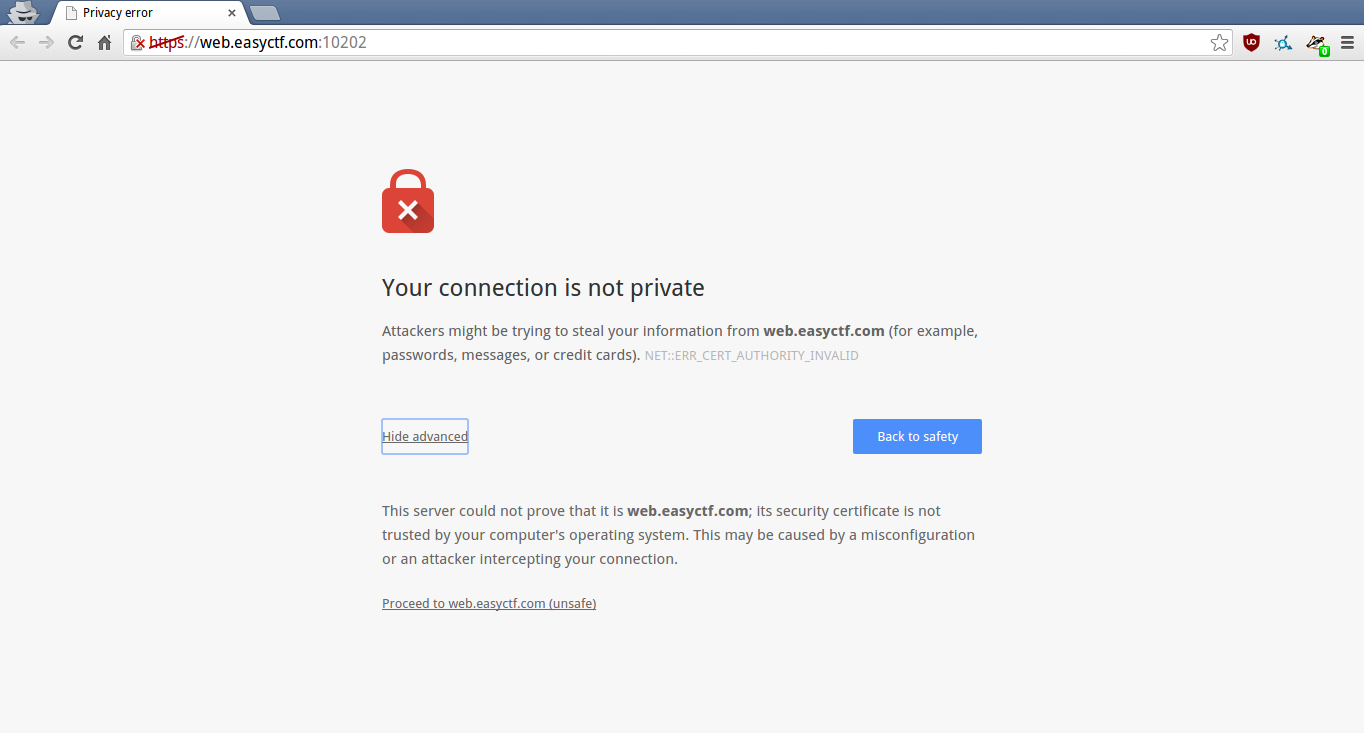 Privacy error
https://web.easyctf.com:10202
UO
0
Your connection is not private
Attackers might be trying to steal your information from web.easyctf.com (for example,
passwords, messages, or credit cards). NET::ERR_CERT_AUTHORITY_INVALID
Hide advanced
Back to safety
This server could not prove that it is web.easyctf.com; its security certificate is not
trusted by your computer's operating system. This may be caused by a misconfiguration
or an attacker intercepting your connection.
Proceed to web.easyctf.com (unsafe)